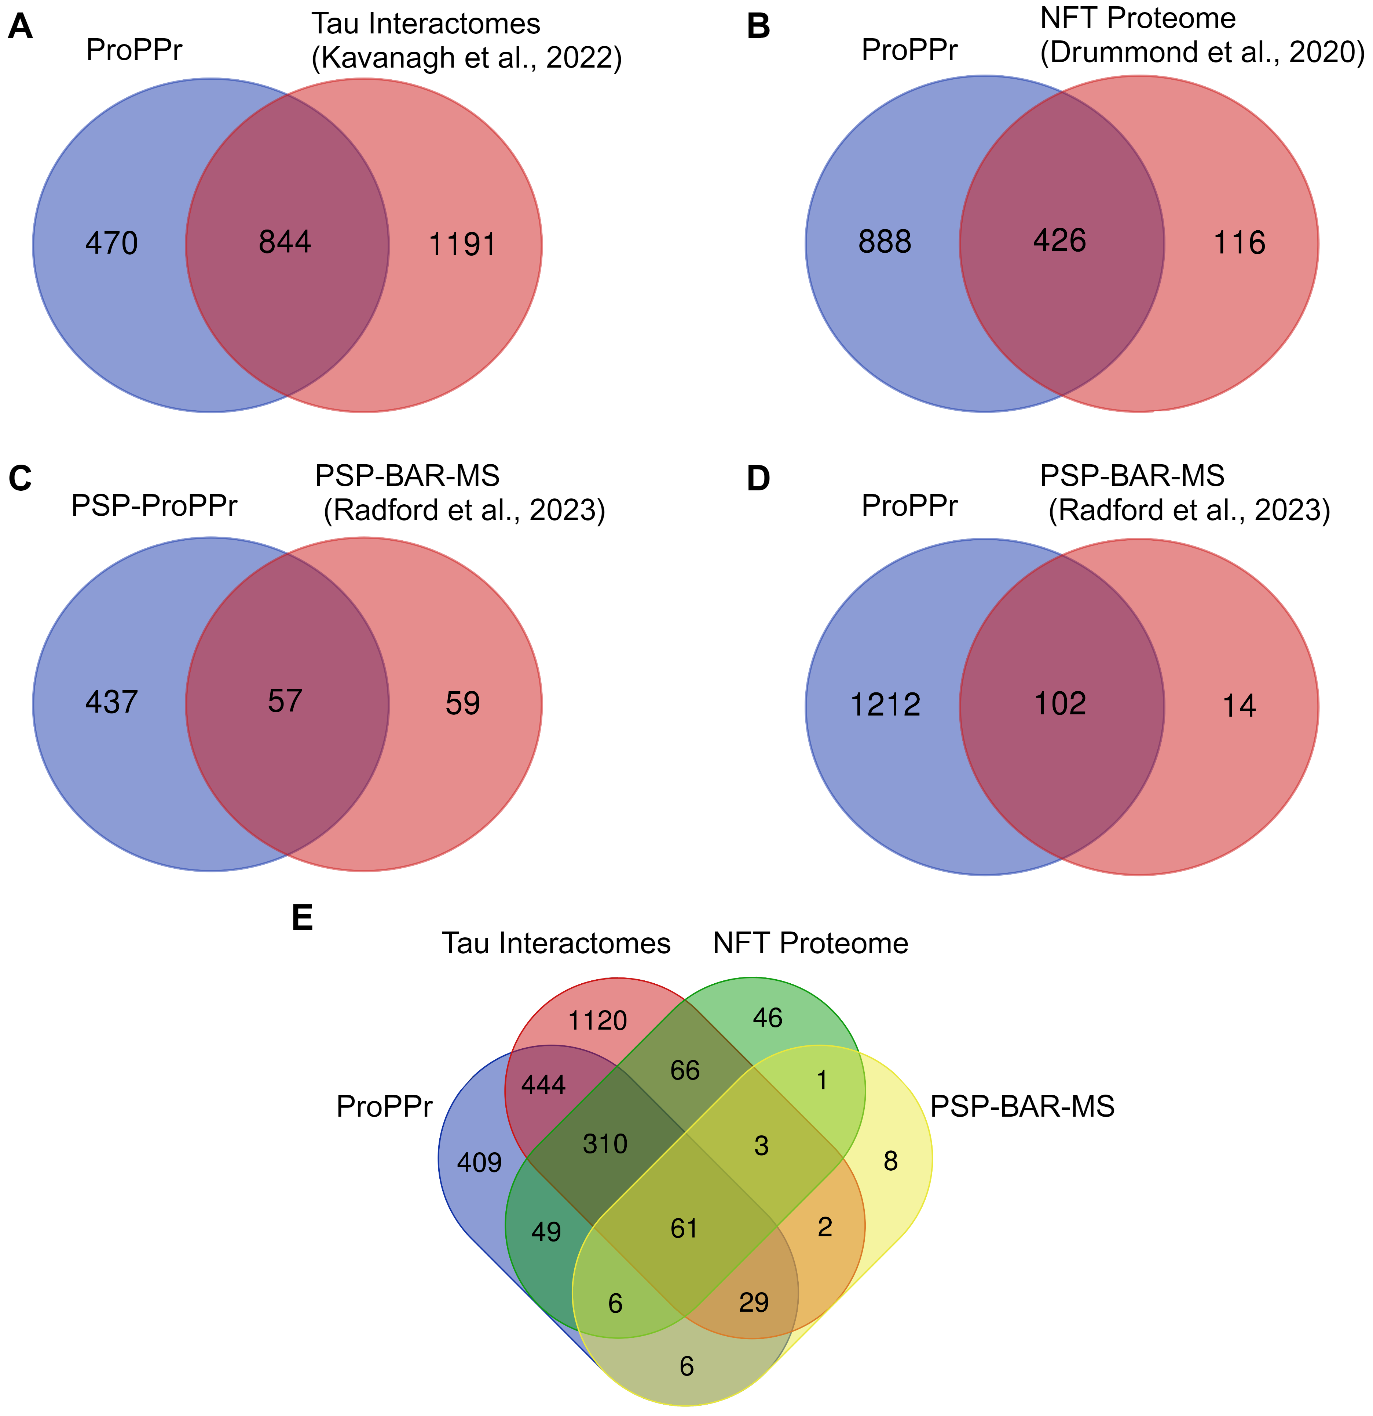 A
ProPPr
Tau Interactomes
(Kavanagh et al., 2022)
470
844
1191
B
ProPPr
NFT Proteome
(Drummond et al., 2020)
888
426
116
C
PSP-ProPPr
PSP-BAR-MS
(Radford et al., 2023)
437
57
59
D
ProPPr
PSP-BAR-MS
(Radford et al., 2023)
1212
102
14
E
Tau Interactomes
NFT Proteome
ProPPr
PSP-BAR-MS
1120
46
444
66
1
409
310
3
8
49
61
2
6
29
6